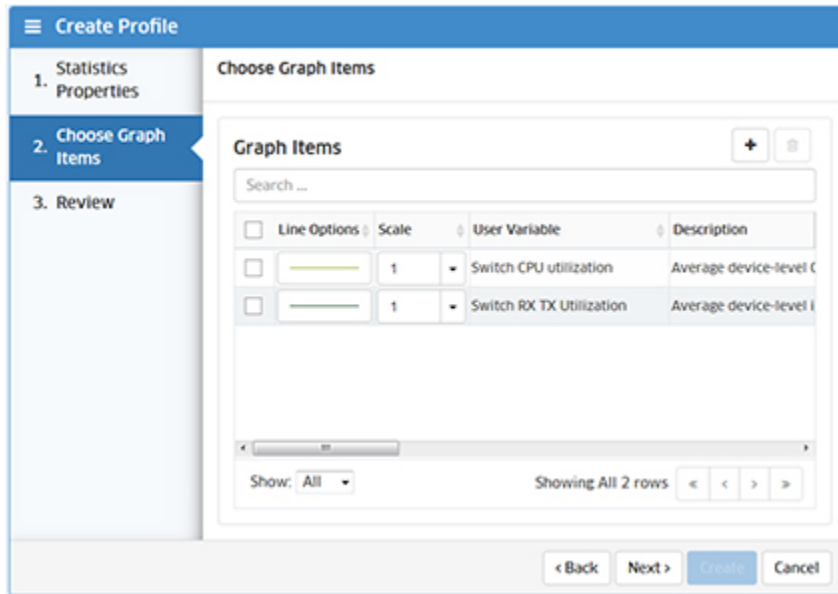 Create Profile
1. Statistics Properties
2. Choose Graph Items
3. Review
Choose Graph Items
Graph Items
Search ...
Line Options Scale User Variable Description
1 Switch CPU utilization Average device-level
1 Switch RX TX Utilization Average device-level
Show: All Showing All 2 rows « < > »
< Back Next > Create Cancel